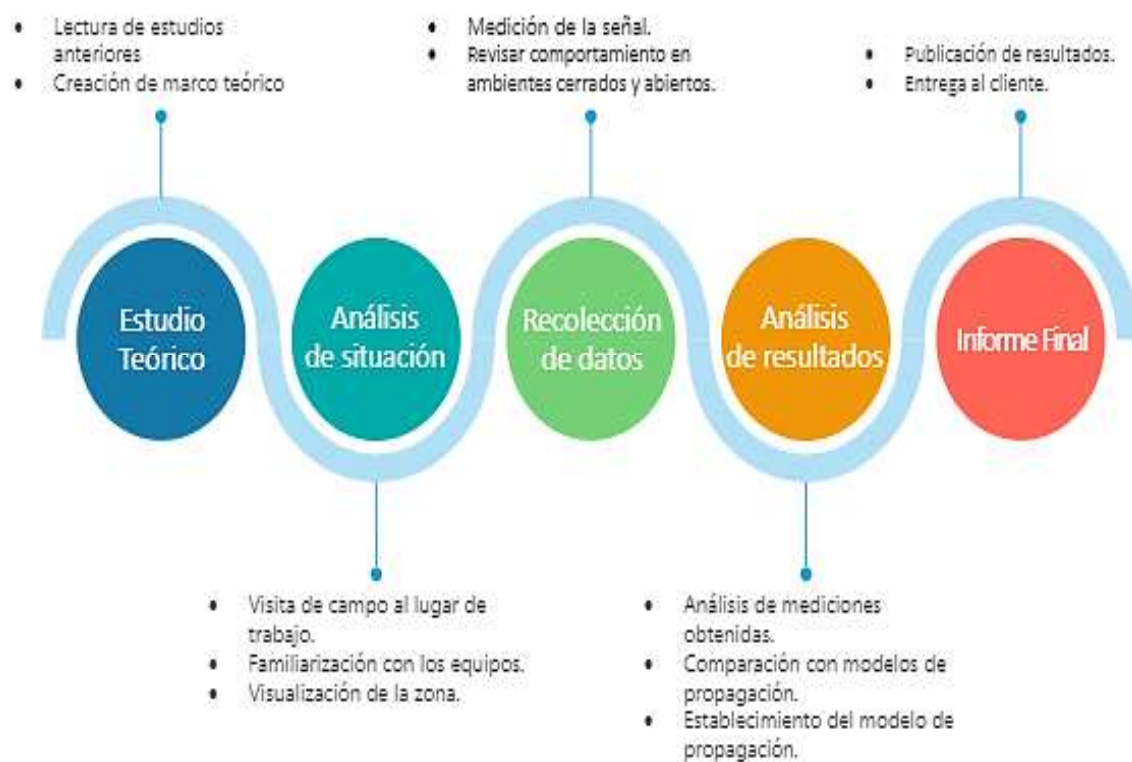 • Lectura de estudios
anteriores
• Creación de marco teórico
• Medición de la señal.
• Revisar comportamiento en
ambientes cerrados y abiertos.
• Publicación de resultados.
• Entrega al cliente.
Estudio
Teórico
Análisis
de situación
Recolección
de datos
Análisis
de resultados
Informe Final
• Visita de campo al lugar de
trabajo.
• Familiarización con los equipos.
• Visualización de la zona.
• Análisis de mediciones
obtenidas.
• Comparación con modelos de
propagación.
• Establecimiento del modelo de
propagación.